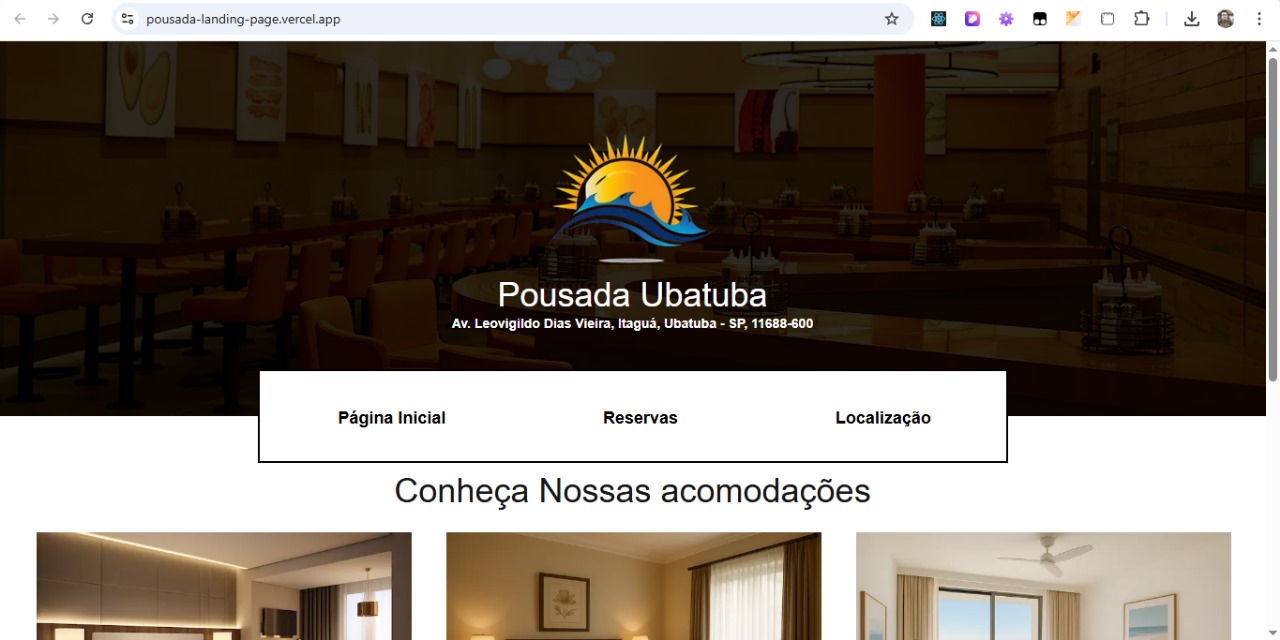 pousada-landing-page.vercel.app
Pousada Ubatuba
Av. Leovigildo Dias Vieira, Itaguá, Ubatuba - SP, 11688-600
Página Inicial
Reservas
Localização
Conheça Nossas acomodações